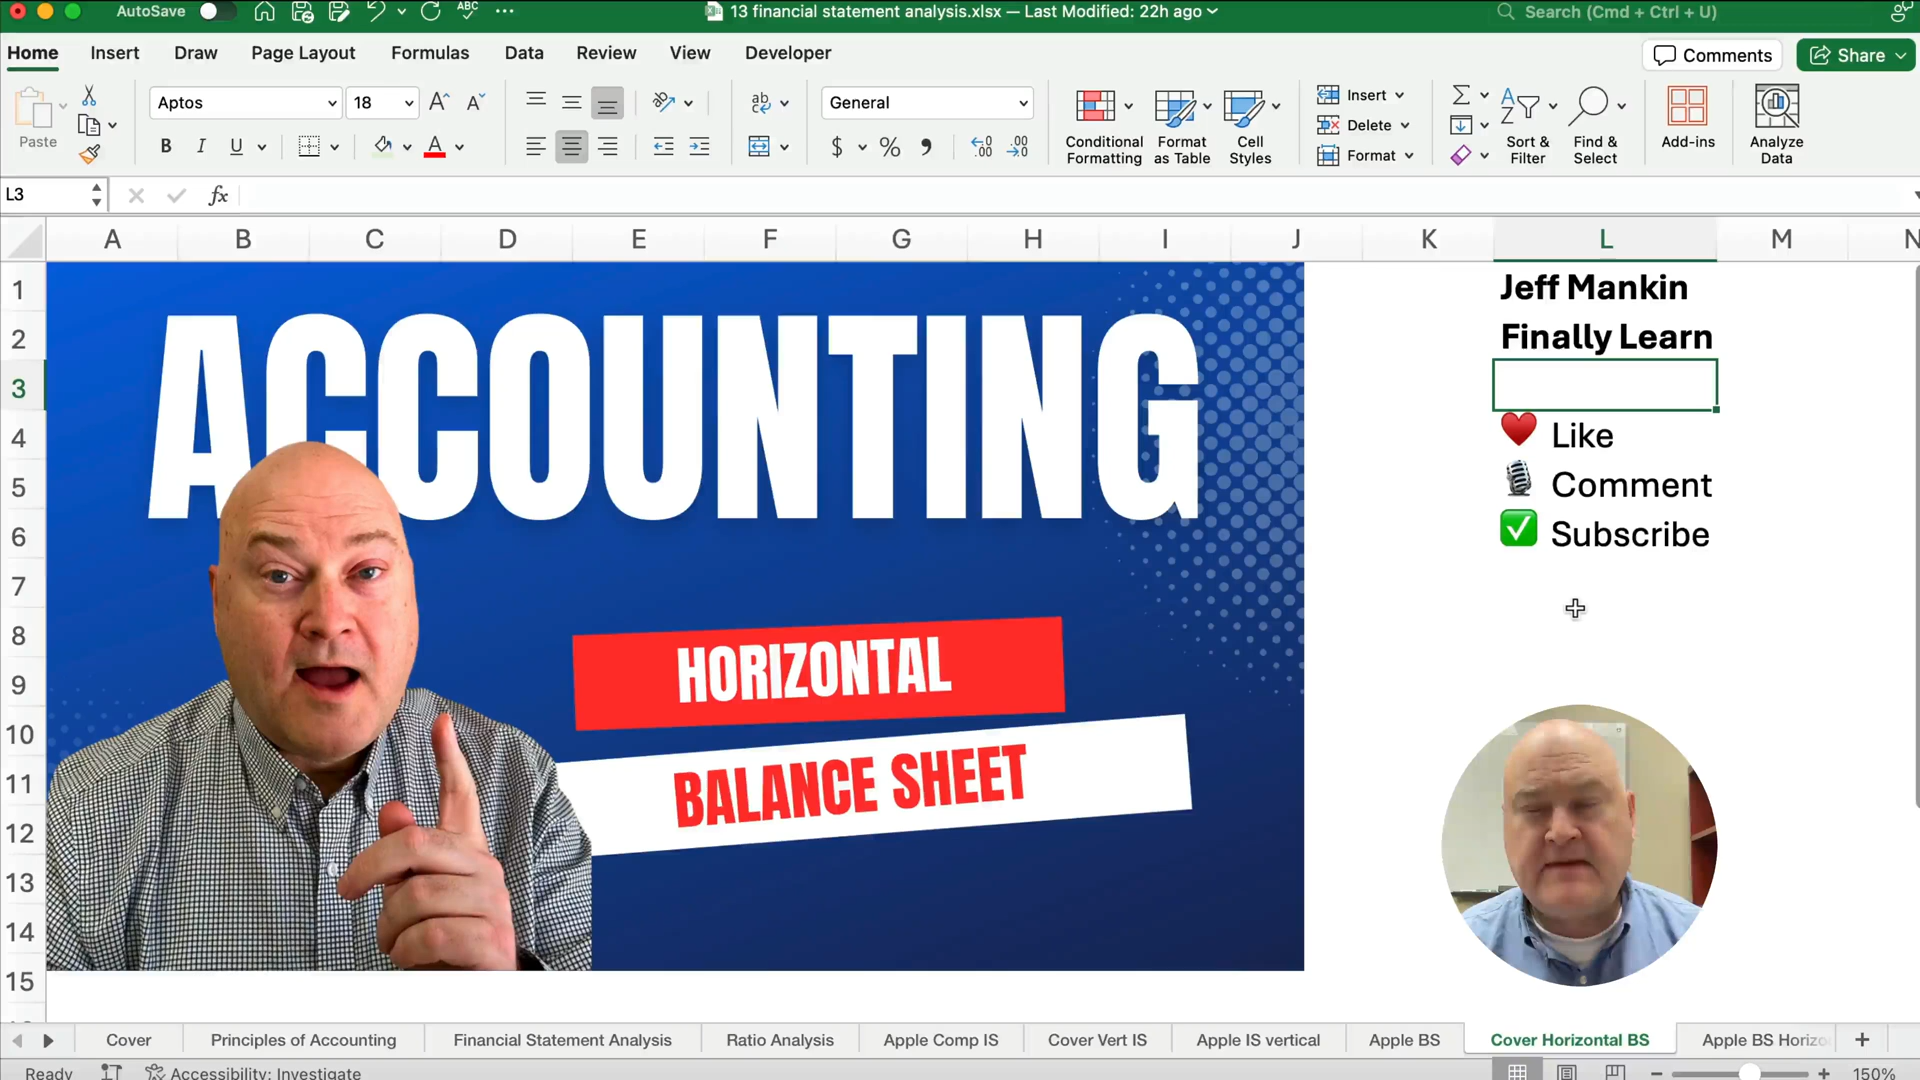 AutoSave
13 financial statement analysis.xlsx — Last Modified: 22h ago
Search (Cmd + Ctrl + U)
Home Insert Draw Page Layout Formulas Data Review View Developer
Comments
Share
Paste
Aptos
18
General
Conditional Formatting
Format as Table
Cell Styles
Insert
Delete
Format
Sort & Filter
Find & Select
Add-ins
Analyze Data
L3
fx
A B C D E F G H I J K L M N
1
2
3
4
5
6
7
8
9
10
11
12
13
14
15
ACCOUNTING
HORIZONTAL
BALANCE SHEET
Jeff Mankin
Finally Learn
Like
Comment
Subscribe
Cover Principles of Accounting Financial Statement Analysis Ratio Analysis Apple Comp IS Cover Vert IS Apple IS vertical Apple BS Cover Horizontal BS Apple BS Horizo
Ready
Accessibility: Investigate
150%